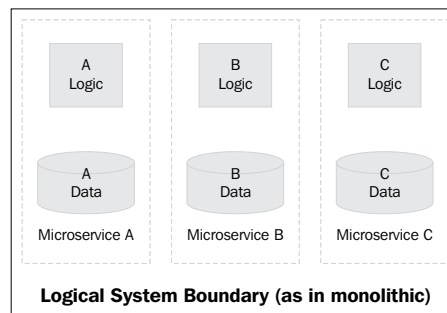 A
Logic
B
Logic
C
Logic
A
Data
B
Data
C
Data
Microservice A
Microservice B
Microservice C
Logical System Boundary (as in monolithic)